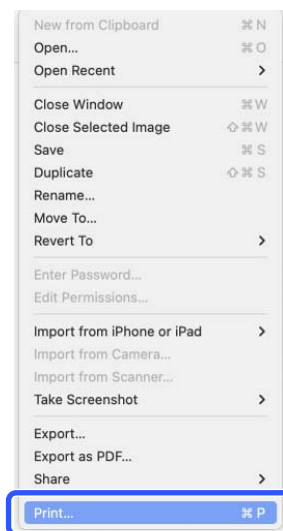 New from Clipboard ⌘ N
Open... ⌘ O
Open Recent >
Close Window ⌘ W
Close Selected Image ⇧ ⌘ W
Save ⌘ S
Duplicate ⇧ ⌘ S
Rename...
Move To...
Revert To >
Enter Password...
Edit Permissions...
Import from iPhone or iPad >
Import from Camera...
Import from Scanner...
Take Screenshot >
Export...
Export as PDF...
Share >
Print... ⌘ P